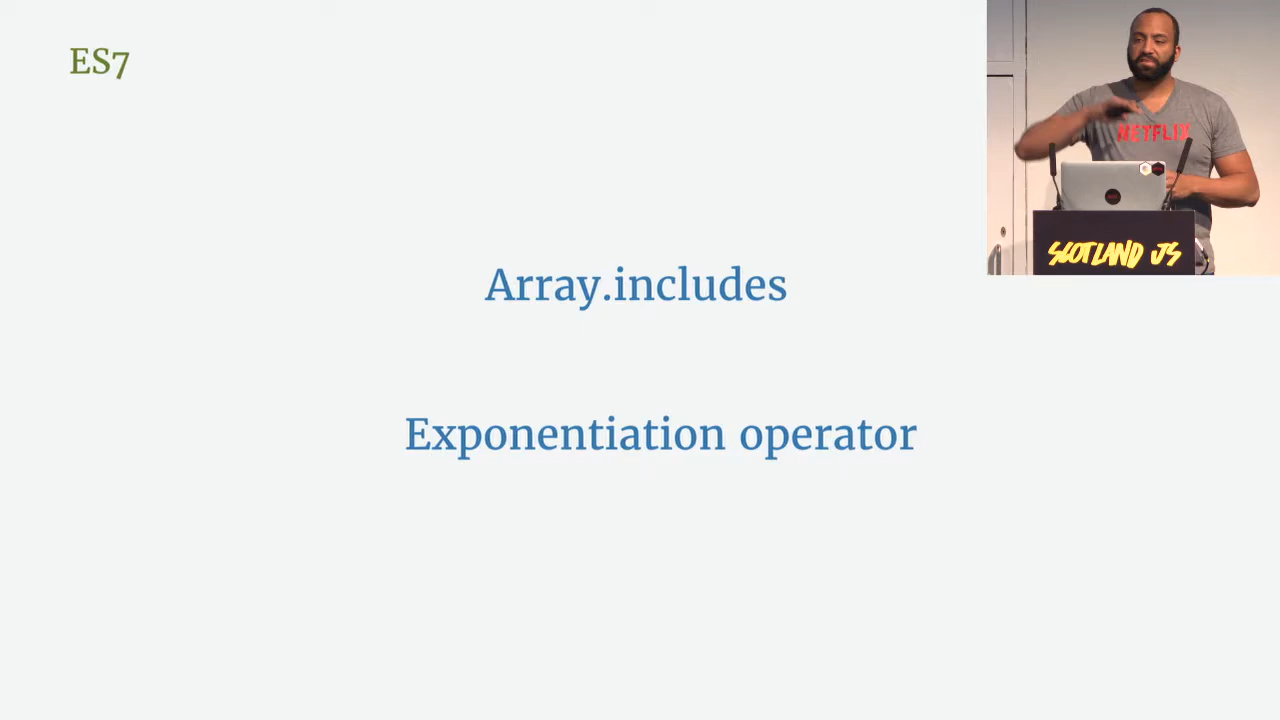 ES7
NETFLIX
SCOTLAND JS
Array.includes
Exponentiation operator